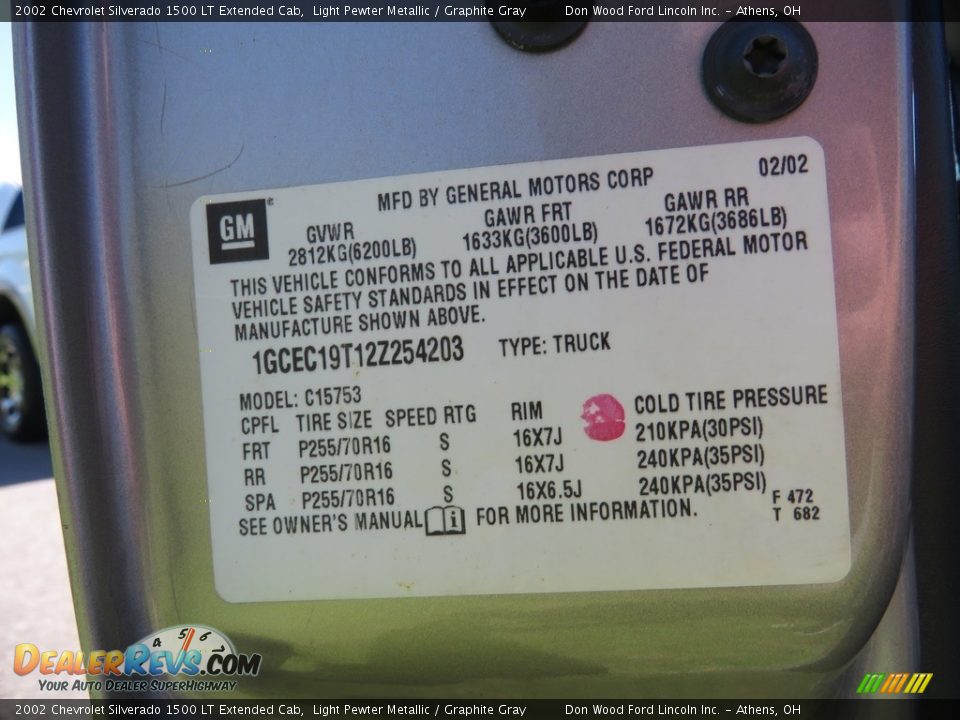 2002 Chevrolet Silverado 1500 LT Extended Cab, Light Pewter Metallic / Graphite Gray Don Wood Ford Lincoln Inc. - Athens, OH
02/02
MFD BY GENERAL MOTORS CORP
GM
GVWR GAWR FRT GAWR RR
2812KG(6200LB) 1633KG(3600LB) 1672KG(3686LB)
THIS VEHICLE CONFORMS TO ALL APPLICABLE U.S. FEDERAL MOTOR
VEHICLE SAFETY STANDARDS IN EFFECT ON THE DATE OF
MANUFACTURE SHOWN ABOVE.
1GCEC19T12Z254203 TYPE: TRUCK
MODEL: C15753
CPFL TIRE SIZE SPEED RTG RIM COLD TIRE PRESSURE
FRT P255/70R16 S 16X7J 210KPA(30PSI)
RR P255/70R16 S 16X7J 240KPA(35PSI)
SPA P255/70R16 S 16X6.5J 240KPA(35PSI)
F 472
SEE OWNER'S MANUAL i FOR MORE INFORMATION. T 682
4 5 6
DEALERREVS.COM
YOUR AUTO DEALER SUPERHIGHWAY
2002 Chevrolet Silverado 1500 LT Extended Cab, Light Pewter Metallic / Graphite Gray Don Wood Ford Lincoln Inc. - Athens, OH